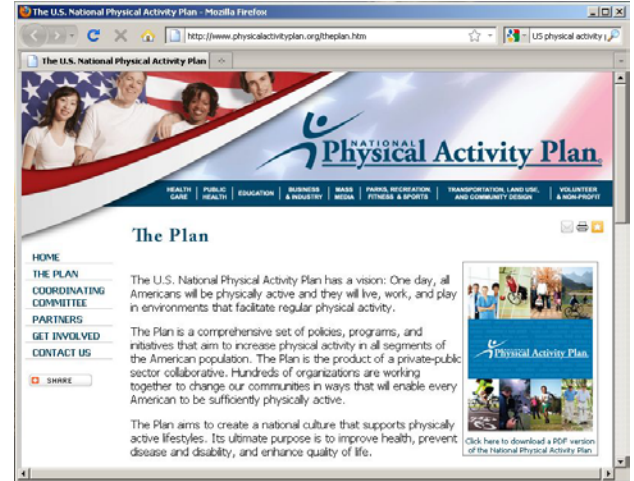 The U.S. National Physical Activity Plan - Mozilla Firefox
http://www.physicalactivityplan.org/theplan.htm
US physical activity p
The U.S. National Physical Activity Plan
NATIONAL
Physical Activity Plan
HEALTH CARE | PUBLIC HEALTH | EDUCATION | BUSINESS & INDUSTRY | MASS MEDIA | PARKS, RECREATION, FITNESS & SPORTS | TRANSPORTATION, LAND USE, AND COMMUNITY DESIGN | VOLUNTEER & NON-PROFIT
The Plan
HOME
THE PLAN
COORDINATING
COMMITTEE
PARTNERS
GET INVOLVED
CONTACT US
SHARE
The U.S. National Physical Activity Plan has a vision: One day, all
Americans will be physically active and they will live, work, and play
in environments that facilitate regular physical activity.
The Plan is a comprehensive set of policies, programs, and
initiatives that aim to increase physical activity in all segments of
the American population. The Plan is the product of a private-public
sector collaborative. Hundreds of organizations are working
together to change our communities in ways that will enable every
American to be sufficiently physically active.
The Plan aims to create a national culture that supports physically
active lifestyles. Its ultimate purpose is to improve health, prevent
disease and disability, and enhance quality of life.
Physical Activity Plan
Click here to download a PDF version
of the National Physical Activity Plan